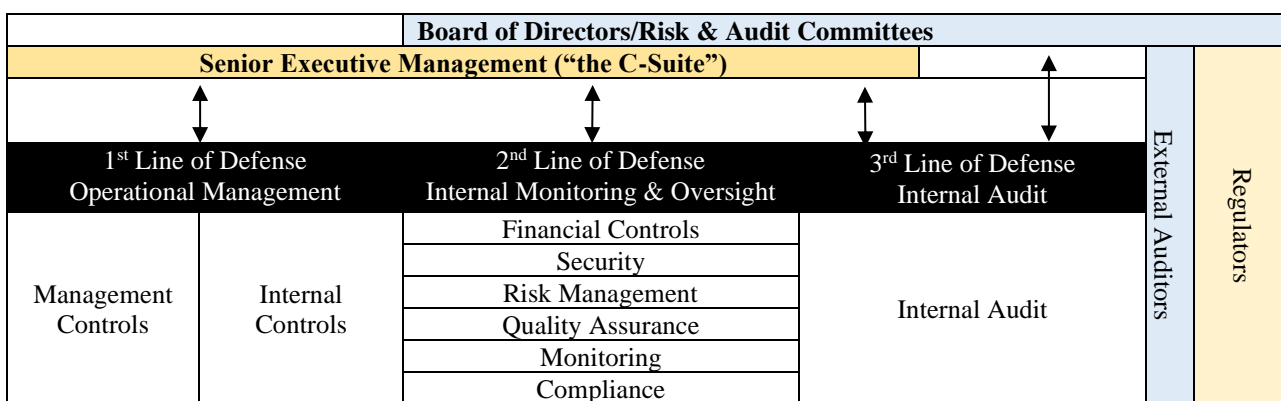 Board of Directors/Risk & Audit Committees
Senior Executive Management (“the C-Suite”)
1st Line of Defense
Operational Management
2nd Line of Defense
Internal Monitoring & Oversight
3rd Line of Defense
Internal Audit
Management
Controls
Internal
Controls
Financial Controls
Security
Risk Management
Quality Assurance
Monitoring
Compliance
Internal Audit
External Auditors
Regulators